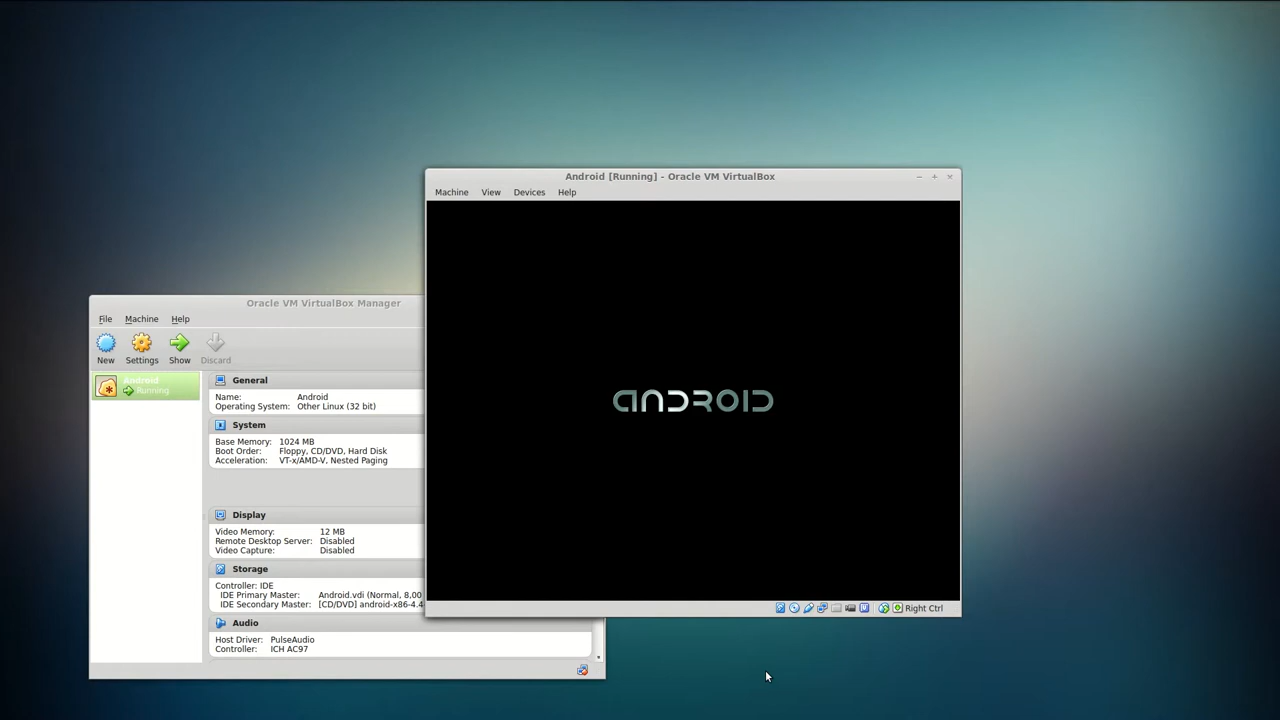 Android [Running] - Oracle VM VirtualBox
Machine View Devices Help
ANDROID
Right Ctrl
Oracle VM VirtualBox Manager
File Machine Help
New Settings Show Discard
Android
Running
General
Name: Android
Operating System: Other Linux (32 bit)
System
Base Memory: 1024 MB
Boot Order: Floppy, CD/DVD, Hard Disk
Acceleration: VT-x/AMD-V, Nested Paging
Display
Video Memory: 12 MB
Remote Desktop Server: Disabled
Video Capture: Disabled
Storage
Controller: IDE
IDE Primary Master: Android.vdi (Normal, 8,00
IDE Secondary Master: [CD/DVD] android-x86-4.4
Audio
Host Driver: PulseAudio
Controller: ICH AC97